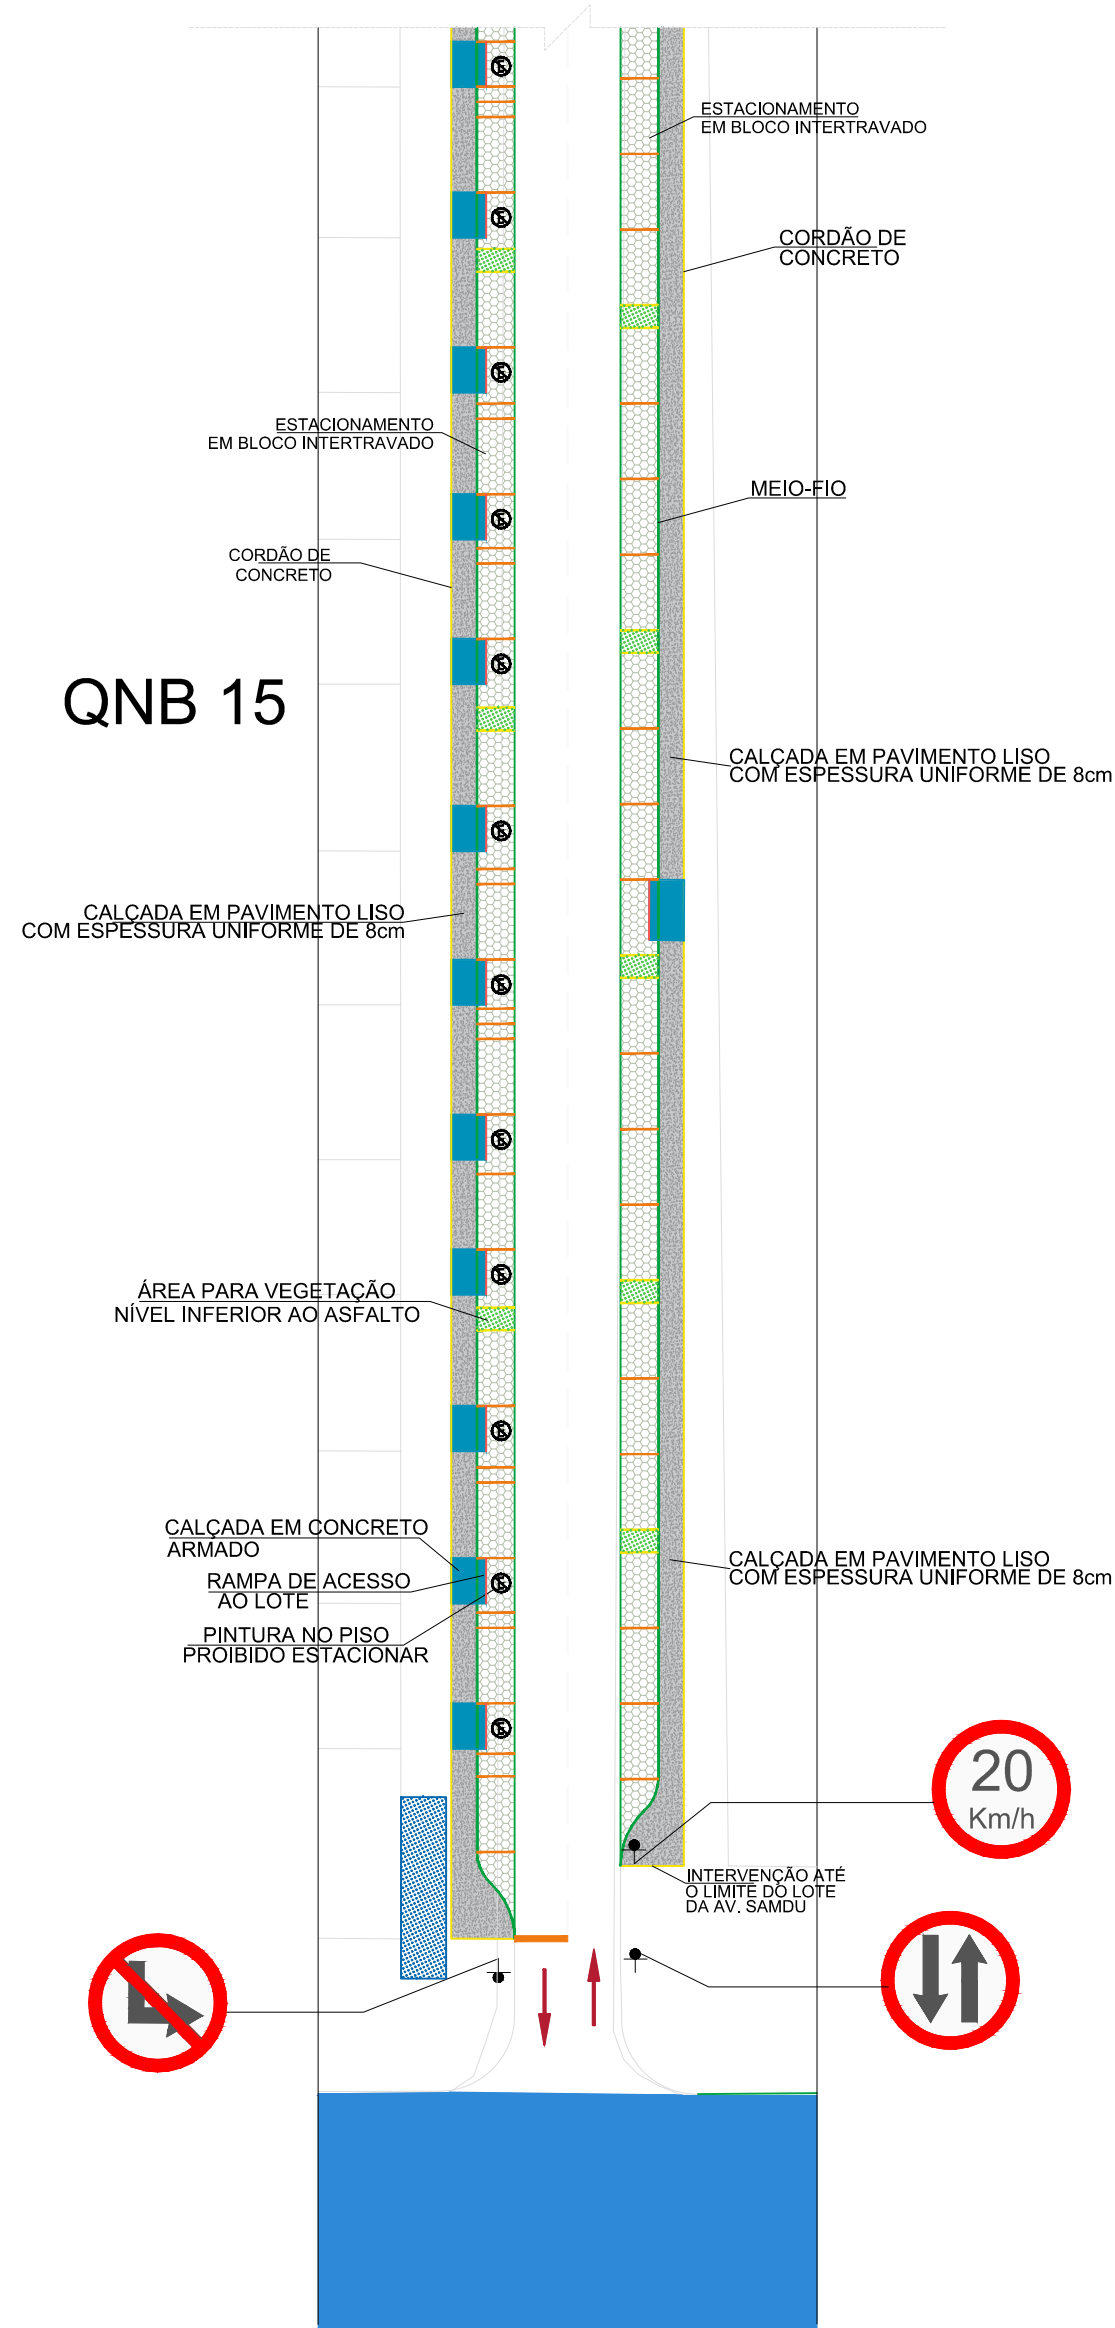 ESTACIONAMENTO
EM BLOCO INTERTRAVADO
CORDÃO DE
CONCRETO
ESTACIONAMENTO
EM BLOCO INTERTRAVADO
MEIO-FIO
CORDÃO DE
CONCRETO
QNB 15
CALÇADA EM PAVIMENTO LISO
COM ESPESSURA UNIFORME DE 8cm
CALÇADA EM PAVIMENTO LISO
COM ESPESSURA UNIFORME DE 8cm
ÁREA PARA VEGETAÇÃO
NÍVEL INFERIOR AO ASFALTO
CALÇADA EM CONCRETO
ARMADO
RAMPA DE ACESSO
AO LOTE
PINTURA NO PISO
PROIBIDO ESTACIONAR
CALÇADA EM PAVIMENTO LISO
COM ESPESSURA UNIFORME DE 8cm
20
Km/h
INTERVENÇÃO ATÉ
O LIMITE DO LOTE
DA AV. SAMDU